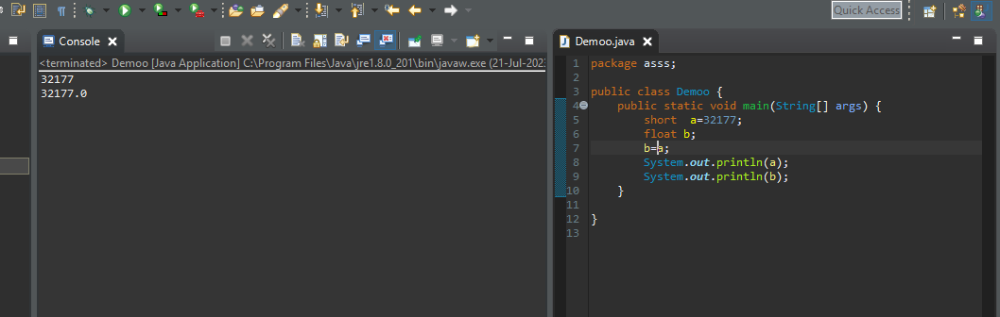 Quick Access
Console
<terminated> Demoo [Java Application] C:\Program Files\Java\jre1.8.0_201\bin\javaw.exe (21-Jul-202
32177
32177.0
Demoo.java
1 package asss;
2
3 public class Demoo {
4 public static void main(String[] args) {
5 short  a=32177;
6 float b;
7 b=a;
8 System.out.println(a);
9 System.out.println(b);
10 }
11
12 }
13